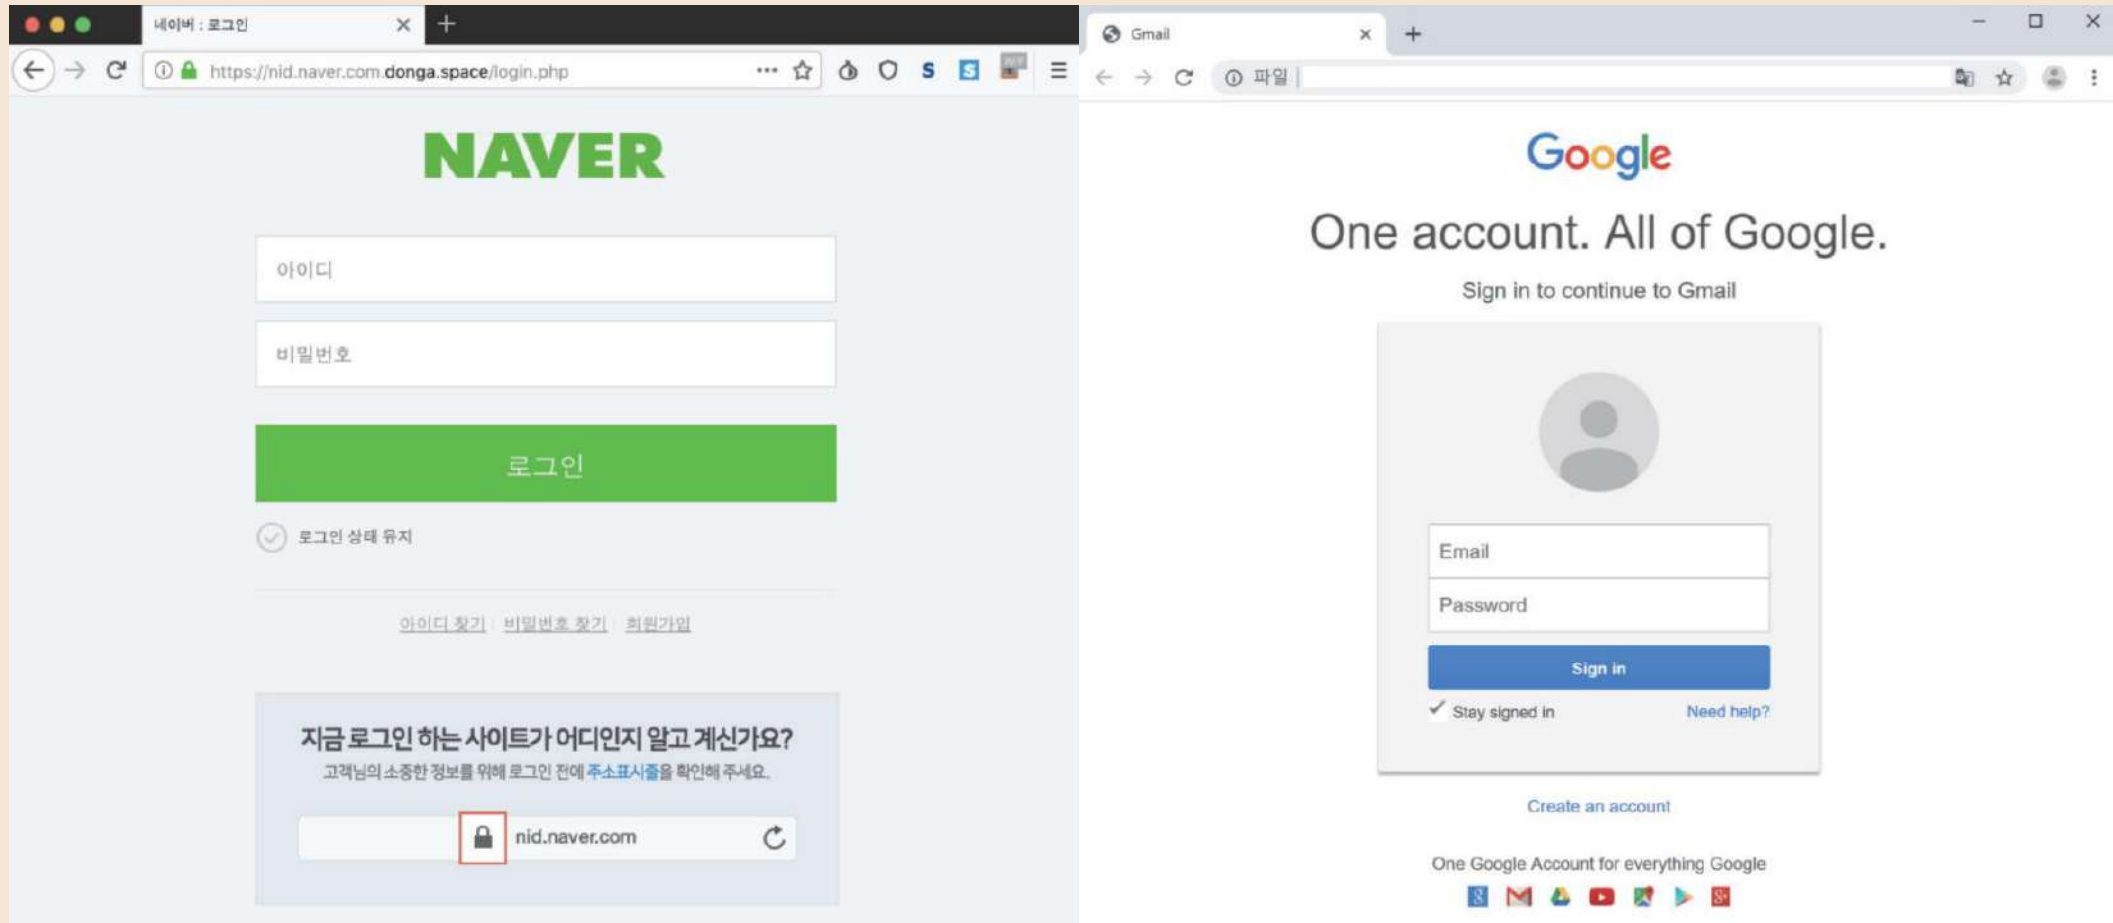 네이버 : 로그인
https://nid.naver.com.donga.space/login.php
NAVER
아이디
비밀번호
로그인
로그인 상태 유지
아이디 찾기 비밀번호 찾기 회원가입
지금 로그인 하는 사이트가 어디인지 알고 계신가요?
고객님의 소중한 정보를 위해 로그인 전에 주소표시줄을 확인해 주세요.
nid.naver.com
Gmail
파일
Google
One account. All of Google.
Sign in to continue to Gmail
Email
Password
Sign in
Stay signed in Need help?
Create an account
One Google Account for everything Google